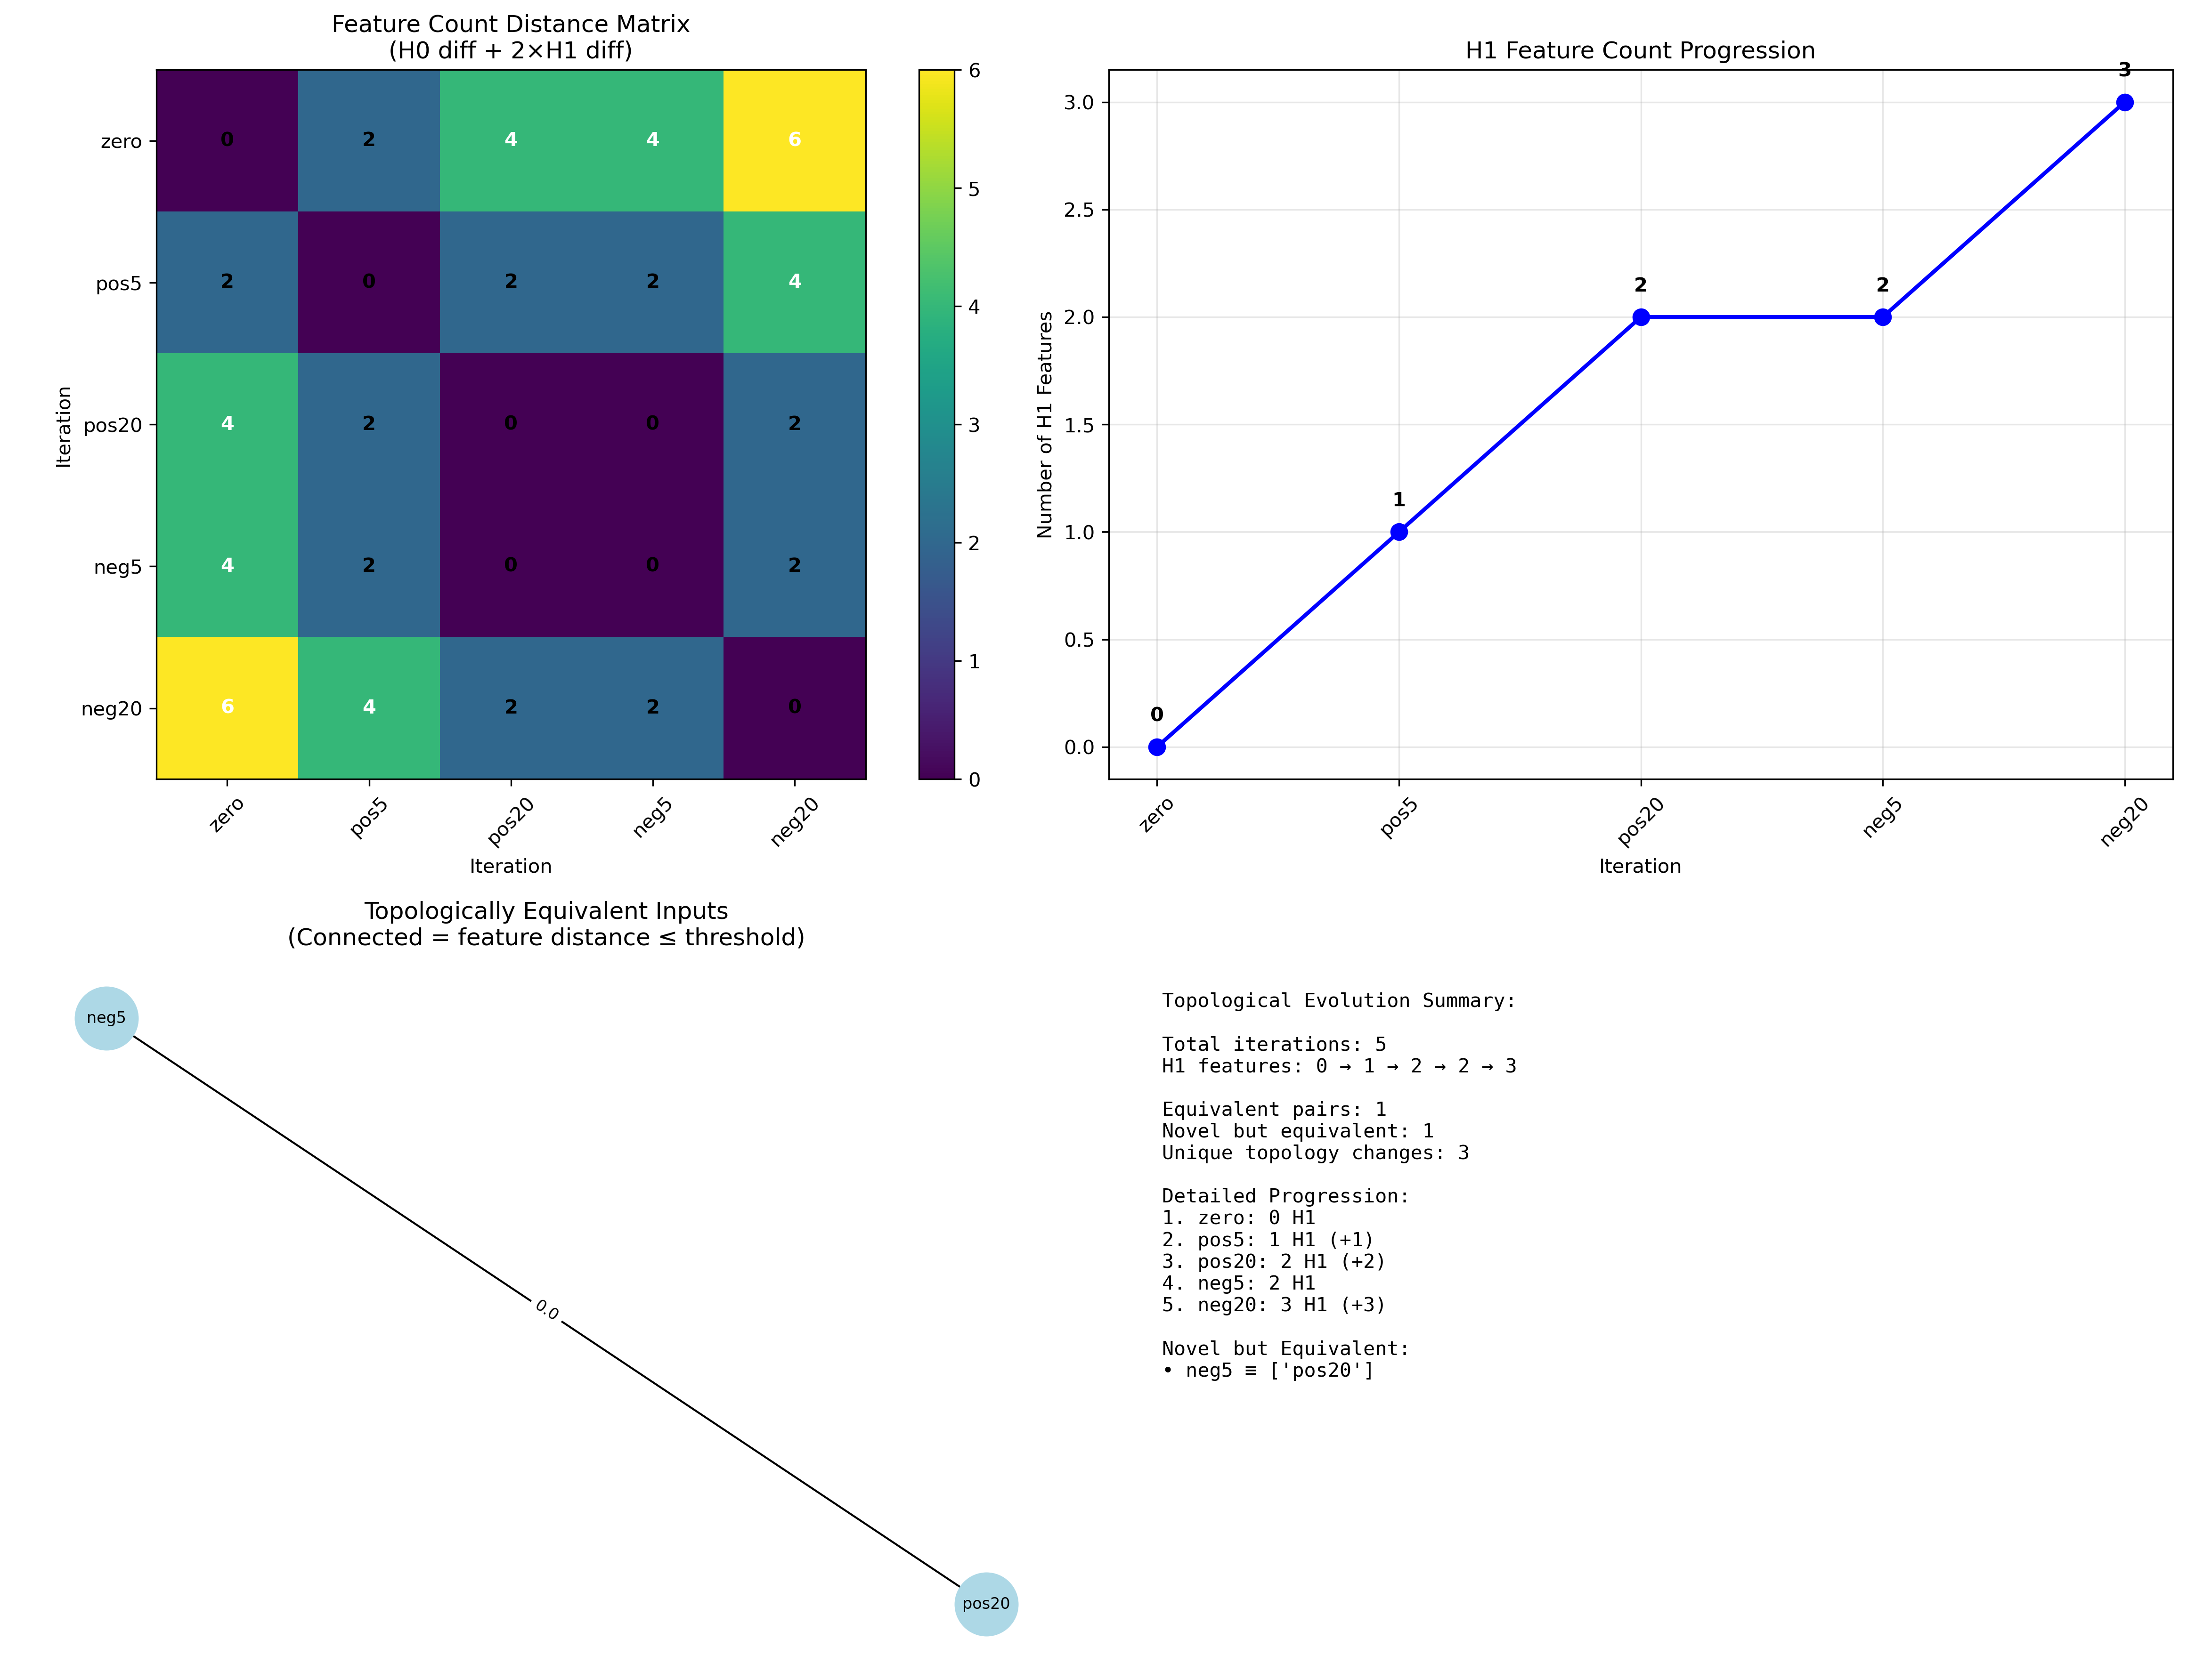 Feature Count Distance Matrix
(H0 diff + 2×H1 diff)
zero
pos5
pos20
neg5
neg20
Iteration
0 2 4 4 6
2 0 2 2 4
4 2 0 0 2
4 2 0 0 2
6 4 2 2 0
zero pos5 pos20 neg5 neg20
Iteration
6
5
4
3
2
1
0
H1 Feature Count Progression
Number of H1 Features
3.0
2.5
2.0
1.5
1.0
0.5
0.0
0
1
2
2
3
zero pos5 pos20 neg5 neg20
Iteration
Topologically Equivalent Inputs
(Connected = feature distance ≤ threshold)
neg5
0.0
pos20
Topological Evolution Summary:
Total iterations: 5
H1 features: 0 → 1 → 2 → 2 → 3
Equivalent pairs: 1
Novel but equivalent: 1
Unique topology changes: 3
Detailed Progression:
1. zero: 0 H1
2. pos5: 1 H1 (+1)
3. pos20: 2 H1 (+2)
4. neg5: 2 H1
5. neg20: 3 H1 (+3)
Novel but Equivalent:
• neg5 ≡ ['pos20']